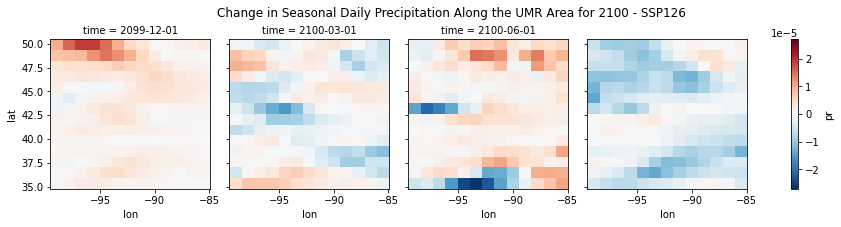 Change in Seasonal Daily Precipitation Along the UMR Area for 2100 - SSP126
time = 2099-12-01
time = 2100-03-01
time = 2100-06-01
1e−5
50.0
47.5
45.0
42.5
40.0
37.5
35.0
lat
2
1
0
−1
−2
pr
−95
−90
−85
−95
−90
−85
−95
−90
−85
−95
−90
−85
lon
lon
lon
lon